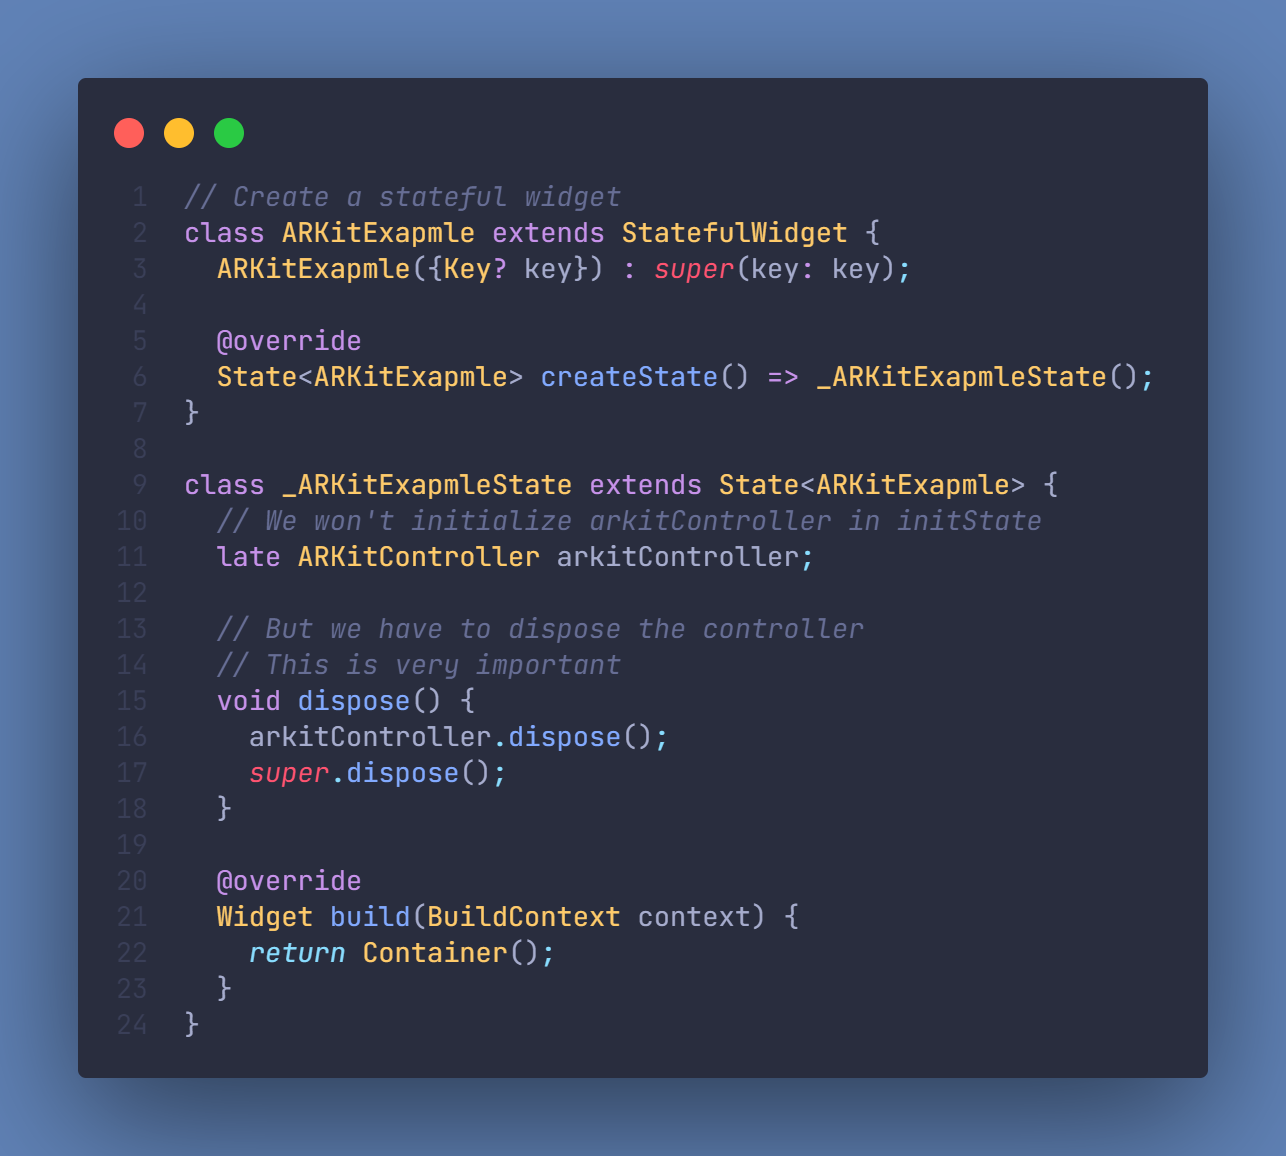 1 // Create a stateful widget
2 class ARKitExapmle extends StatefulWidget {
3   ARKitExapmle({Key? key}) : super(key: key);
4
5   @override
6   State<ARKitExapmle> createState() => _ARKitExapmleState();
7 }
8
9 class _ARKitExapmleState extends State<ARKitExapmle> {
10   // We won't initialize arkitController in initState
11   late ARKitController arkitController;
12
13   // But we have to dispose the controller
14   // This is very important
15   void dispose() {
16     arkitController.dispose();
17     super.dispose();
18   }
19
20   @override
21   Widget build(BuildContext context) {
22     return Container();
23   }
24 }